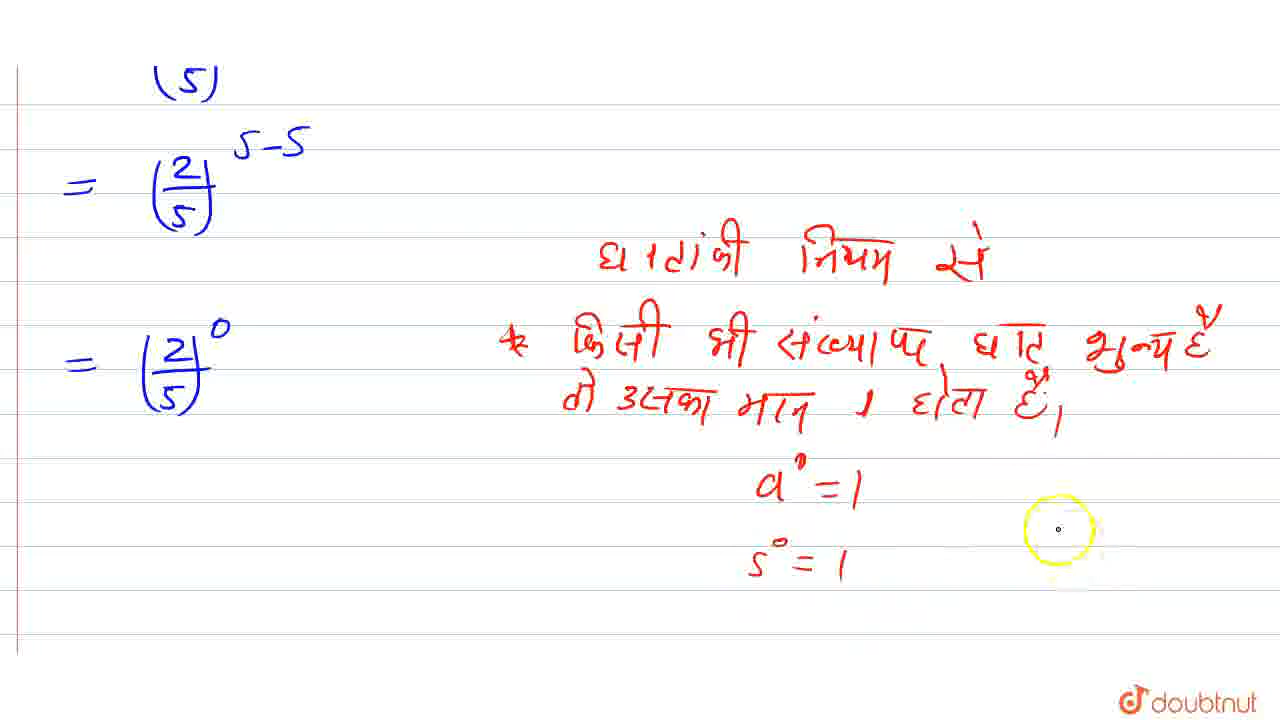 (5)
= (2/5)^5-5
घातांकी नियम से
= (2/5)^0
* किसी भी संख्या पर घात शुन्य है
तो उसका मान 1 होता है,
a^0 = 1
5^0 = 1
doubtnut